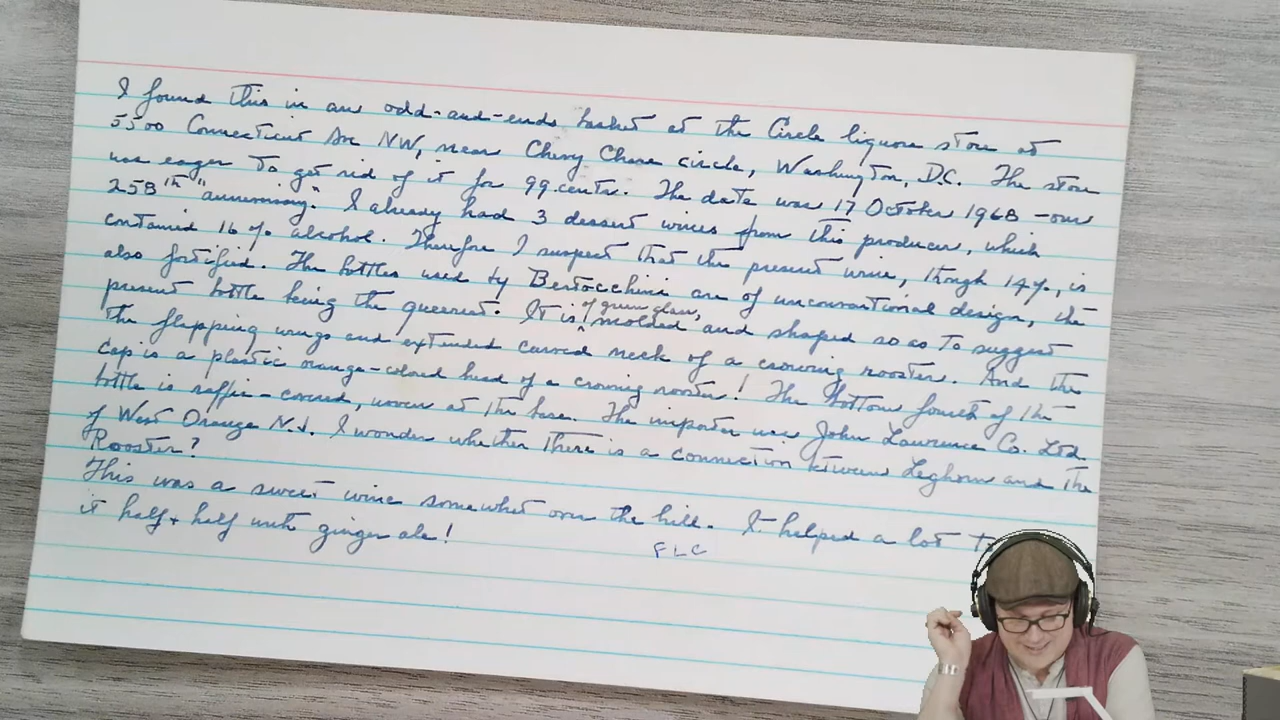 I found this in an odd-and-ends basket at the Circle liquor store at
5500 Connecticut Ave NW, near Chevy Chase circle, Washington, D.C. The store
was eager to get rid of it for 99 cents. The date was 17 October 1968 - our
258th "anniversary". I already had 3 dessert wines from this producer, which
contained 16% alcohol. Therefore I suspect that the present wine, though 14%, is
also fortified. The bottles used by Bertocchini are of unconventional design, the
present bottle being the queerest. It is ^ of green glass, molded and shaped so as to suggest
the flapping wings and extended curved neck of a crowing rooster. And the
cap is a plastic orange-colored head of a crowing rooster! The bottom fourth of the
bottle is raffia-covered, woven at the base. The importer was John Lawrence Co. Ltd
of West Orange N.J. I wonder whether there is a connection between Leghorn and the
Rooster?
This was a sweet wine somewhat over the hill. It helped a lot
it half + half with ginger ale!
FLC